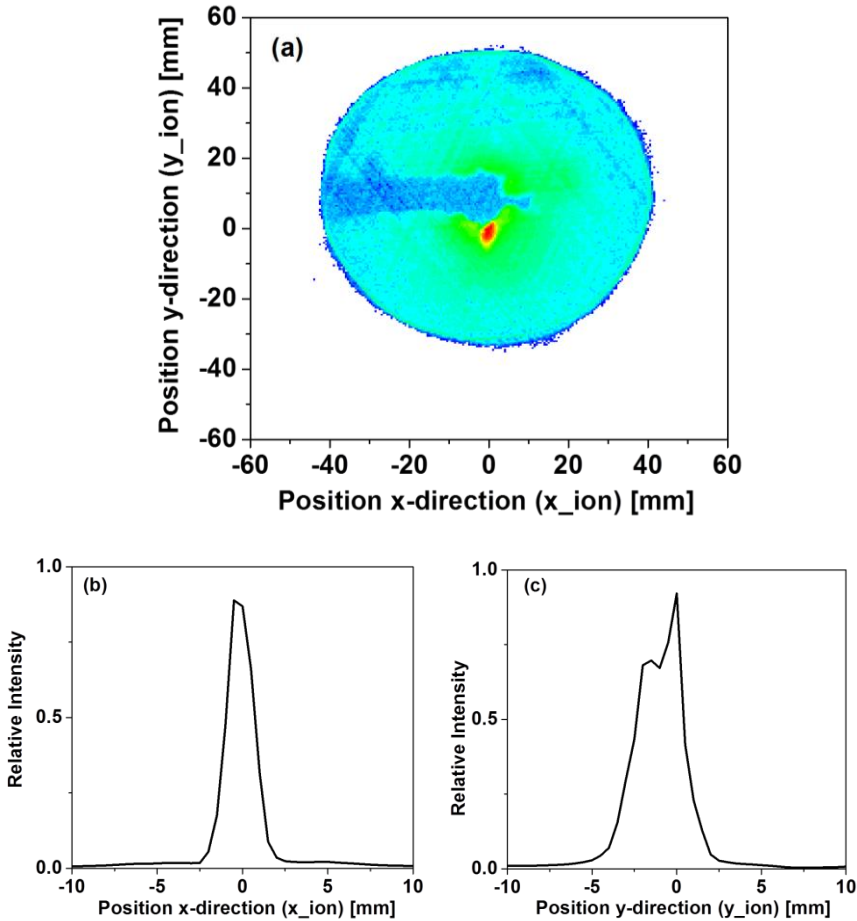 (a)
Position y-direction (y_ion) [mm]
60
40
20
0
-20
-40
-60
-60 -40 -20 0 20 40 60
Position x-direction (x_ion) [mm]
(b)
Relative Intensity
1.0
0.5
0.0
-10 -5 0 5 10
Position x-direction (x_ion) [mm]
(c)
Relative Intensity
1.0
0.5
0.0
-10 -5 0 5 10
Position y-direction (y_ion) [mm]